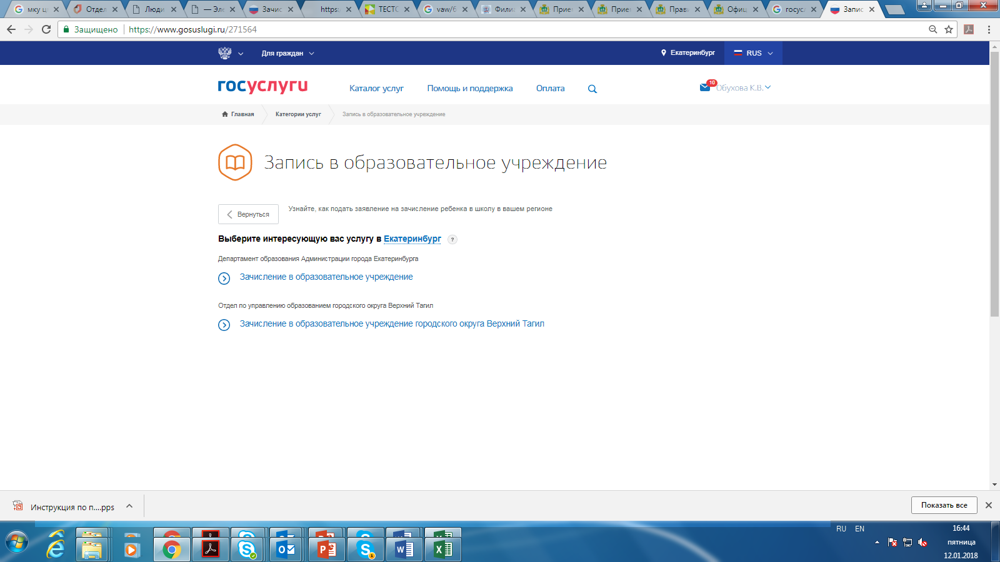 мку ц
Отдел
Люди
— Эле
Зачис
https:
ТЕСТС
vaw/6
Фили
Прие
Прие
Прави
Офиц
госус
Запис
Защищено
https://www.gosuslugi.ru/271564
Для граждан
Екатеринбург
RUS
госуслуги
Каталог услуг
Помощь и поддержка
Оплата
10
Обухова К.В.
Главная
Категории услуг
Запись в образовательное учреждение
Запись в образовательное учреждение
Вернуться
Узнайте, как подать заявление на зачисление ребенка в школу в вашем регионе
Выберите интересующую вас услугу в Екатеринбург ?
Департамент образования Администрации города Екатеринбурга
Зачисление в образовательное учреждение
Отдел по управлению образованием городского округа Верхний Тагил
Зачисление в образовательное учреждение городского округа Верхний Тагил
Инструкция по п....pps
Показать все
RU EN
16:44
пятница
12.01.2018